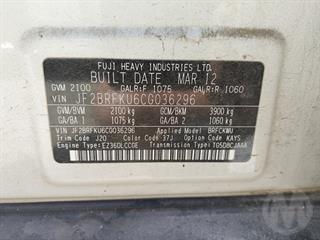 FUJI HEAVY INDUSTRIES LTD.
BUILT DATE MAR 12
GVM 2100 GALR:F 1075 GALR:R 1060
VIN JF2BRFKU6CG036296
GVM/BVM 2100 kg GCM/BKM 3900 kg
GA/BA 1 1075 kg GA/BA 2 1060 kg
VIN JF2BRFKU6CG036296 Applied Model BRFCKWU
Trim Code J20 Color Code 37J Option Code KAYS
Engine Type EZ36DLCCGE Transmission Type TG5D8CJAAA
Pickles